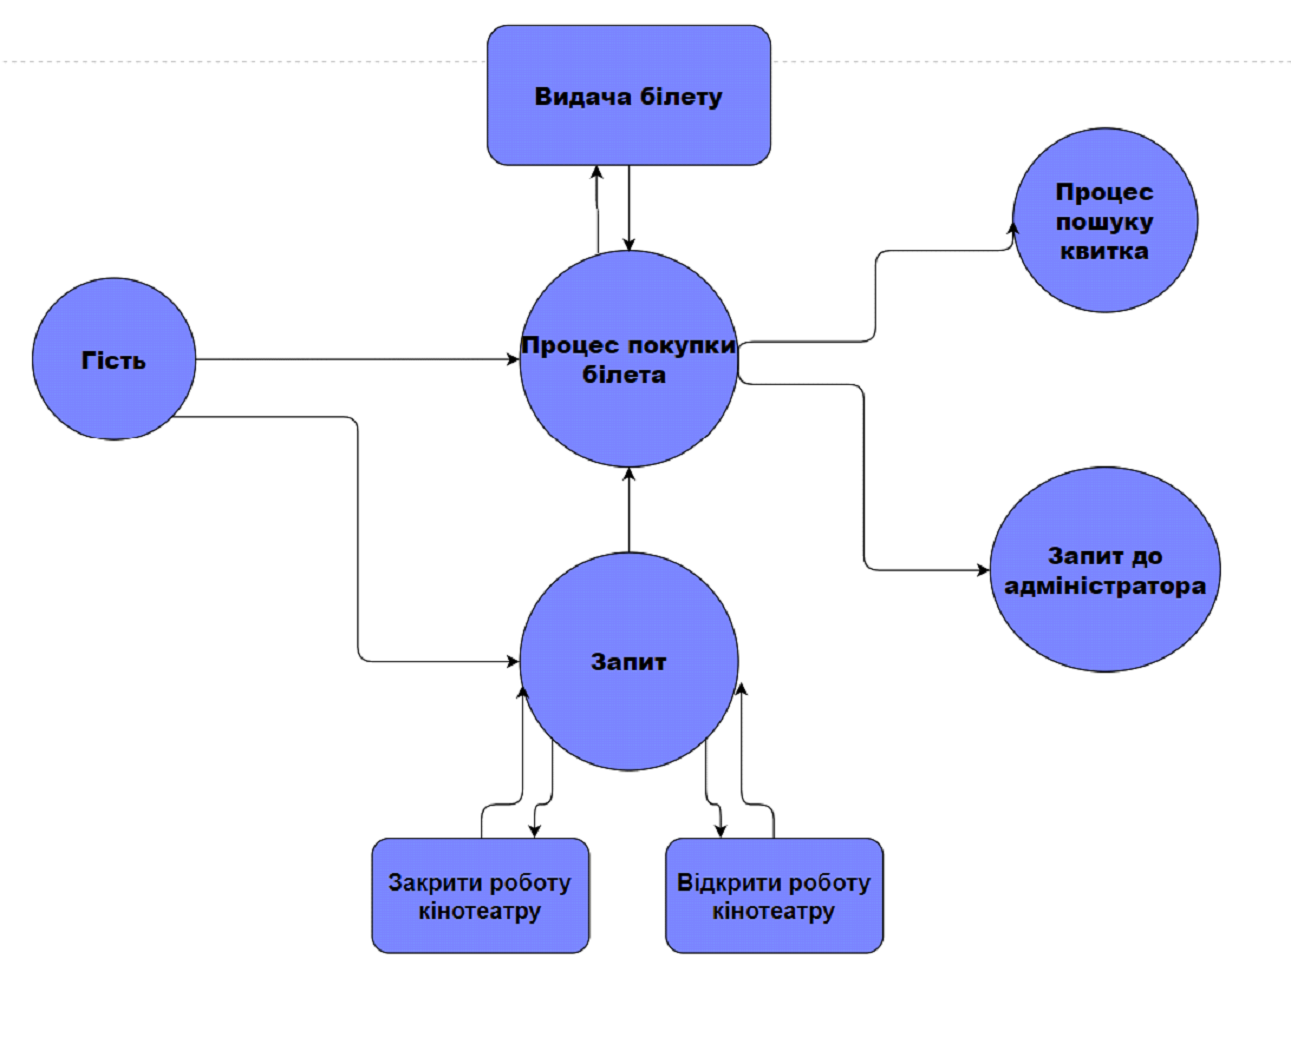 Видача білету
Процес
пошуку
квитка
Гість
Процес покупки
білета
Запит до
адміністратора
Запит
Закрити роботу
кінотеатру
Відкрити роботу
кінотеатру